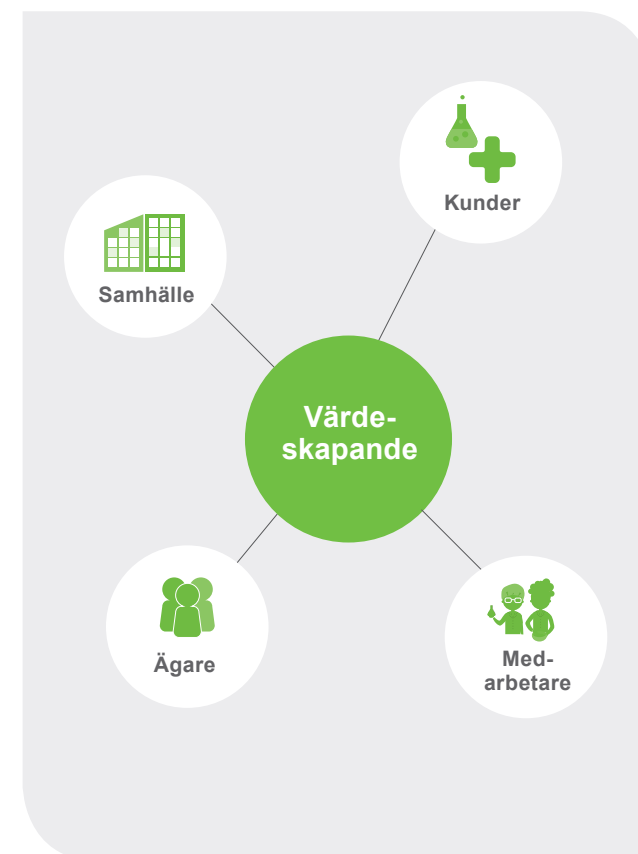 Kunder
Samhälle
Värde-
skapande
Ägare
Med-
arbetare